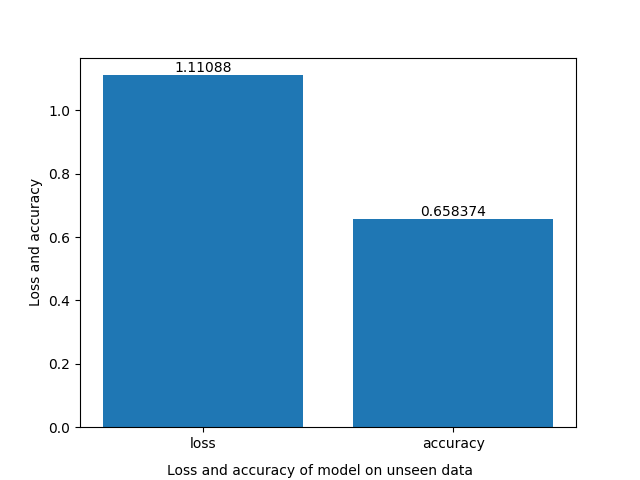 1.11088
0.658374
1.0
0.8
0.6
0.4
0.2
0.0
Loss and accuracy
loss
accuracy
Loss and accuracy of model on unseen data